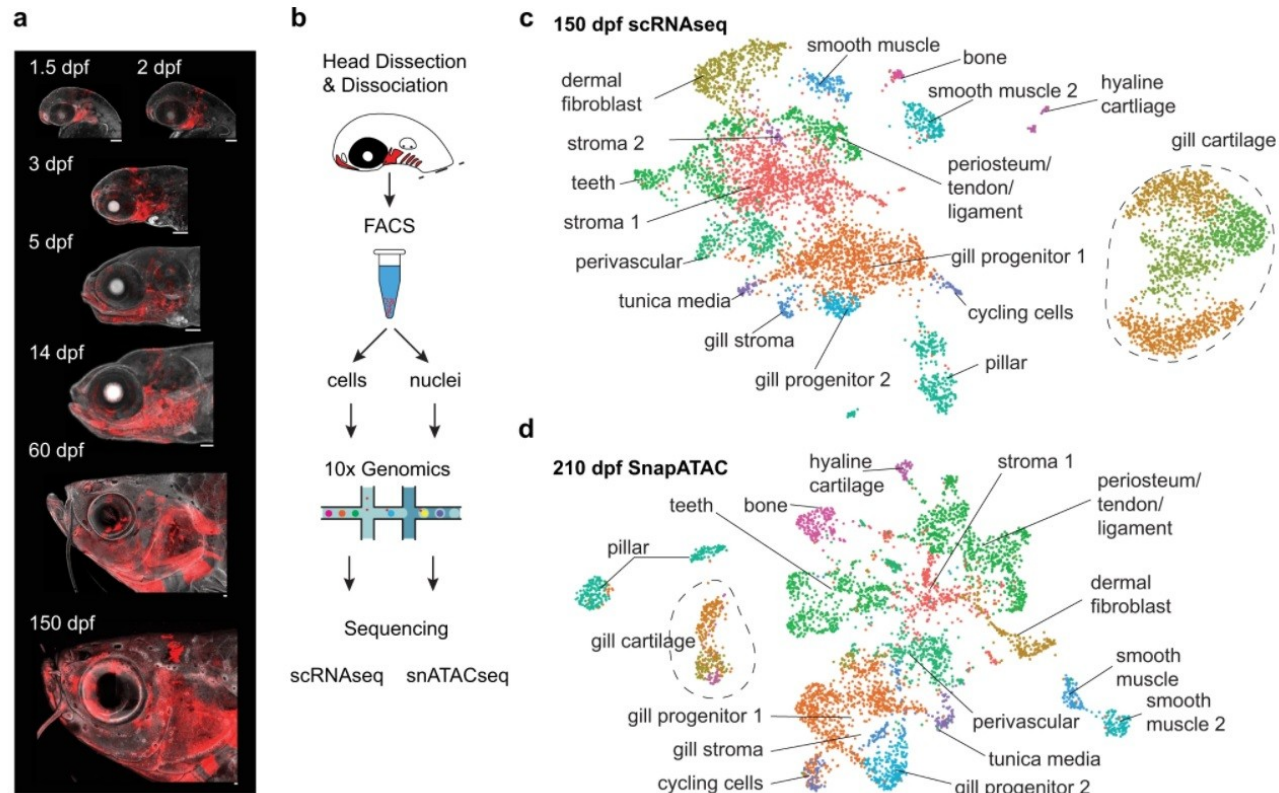 a
1.5 dpf
2 dpf
3 dpf
5 dpf
14 dpf
60 dpf
150 dpf
b
Head Dissection
& Dissociation
FACS
cells
nuclei
10x Genomics
Sequencing
scRNAseq
snATACseq
c
150 dpf scRNAseq
smooth muscle
bone
dermal
fibroblast
smooth muscle 2
hyaline
cartliage
stroma 2
gill cartilage
teeth
periosteum/
tendon/
ligament
stroma 1
perivascular
gill progenitor 1
tunica media
cycling cells
gill stroma
pillar
gill progenitor 2
d
210 dpf SnapATAC
hyaline
cartilage
stroma 1
periosteum/
tendon/
ligament
teeth
bone
pillar
dermal
fibroblast
gill cartilage
smooth
muscle
smooth
muscle 2
gill progenitor 1
perivascular
gill stroma
tunica media
cycling cells
gill progenitor 2